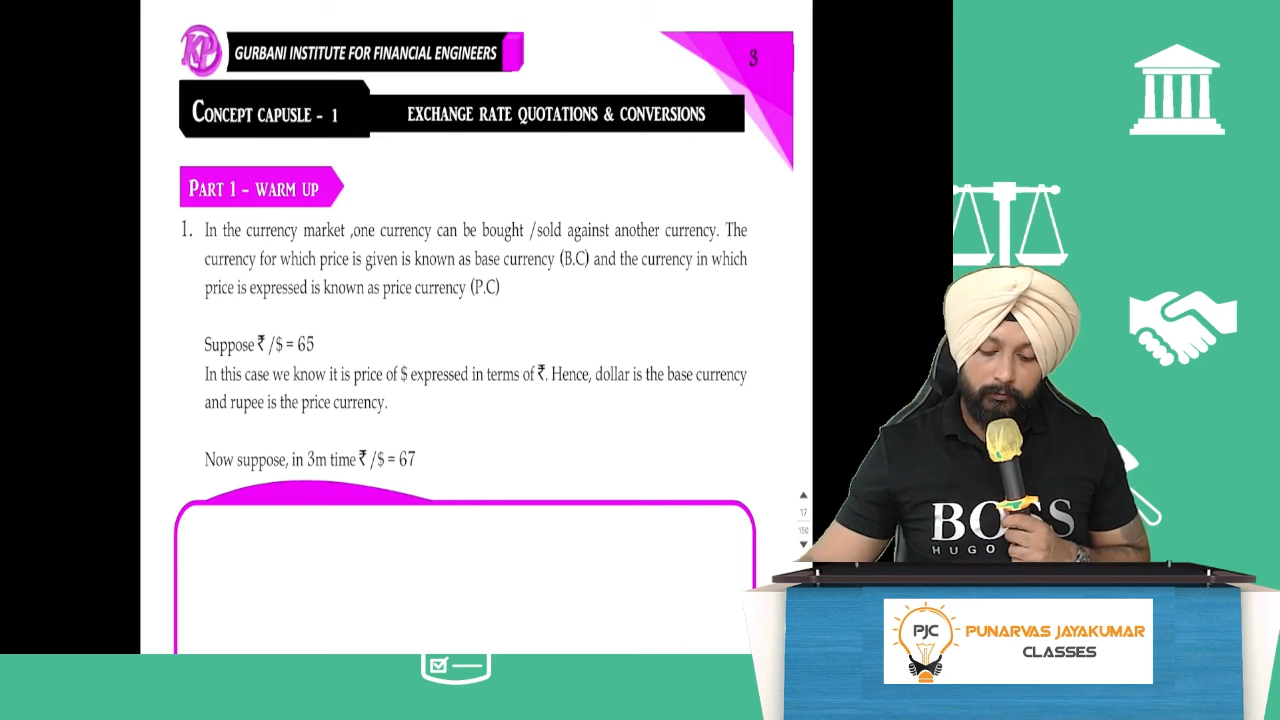 KP
GURBANI INSTITUTE FOR FINANCIAL ENGINEERS
3
CONCEPT CAPUSLE - 1
EXCHANGE RATE QUOTATIONS & CONVERSIONS
PART 1 - WARM UP
1. In the currency market ,one currency can be bought /sold against another currency. The
currency for which price is given is known as base currency (B.C) and the currency in which
price is expressed is known as price currency (P.C)
Suppose ₹ /$ = 65
In this case we know it is price of $ expressed in terms of ₹. Hence, dollar is the base currency
and rupee is the price currency.
Now suppose, in 3m time ₹ /$ = 67
17
150
BOSS
HUGO
PJC
PUNARVAS JAYAKUMAR
CLASSES